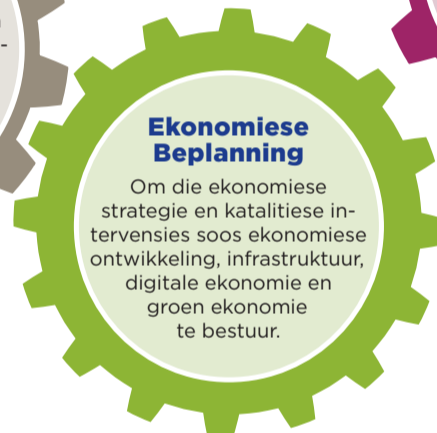 Ekonomiese
Beplanning
Om die ekonomiese
strategie en katalitiese in-
tervensies soos ekonomiese
ontwikkeling, infrastruktuur,
digitale ekonomie en
groen ekonomie
te bestuur.